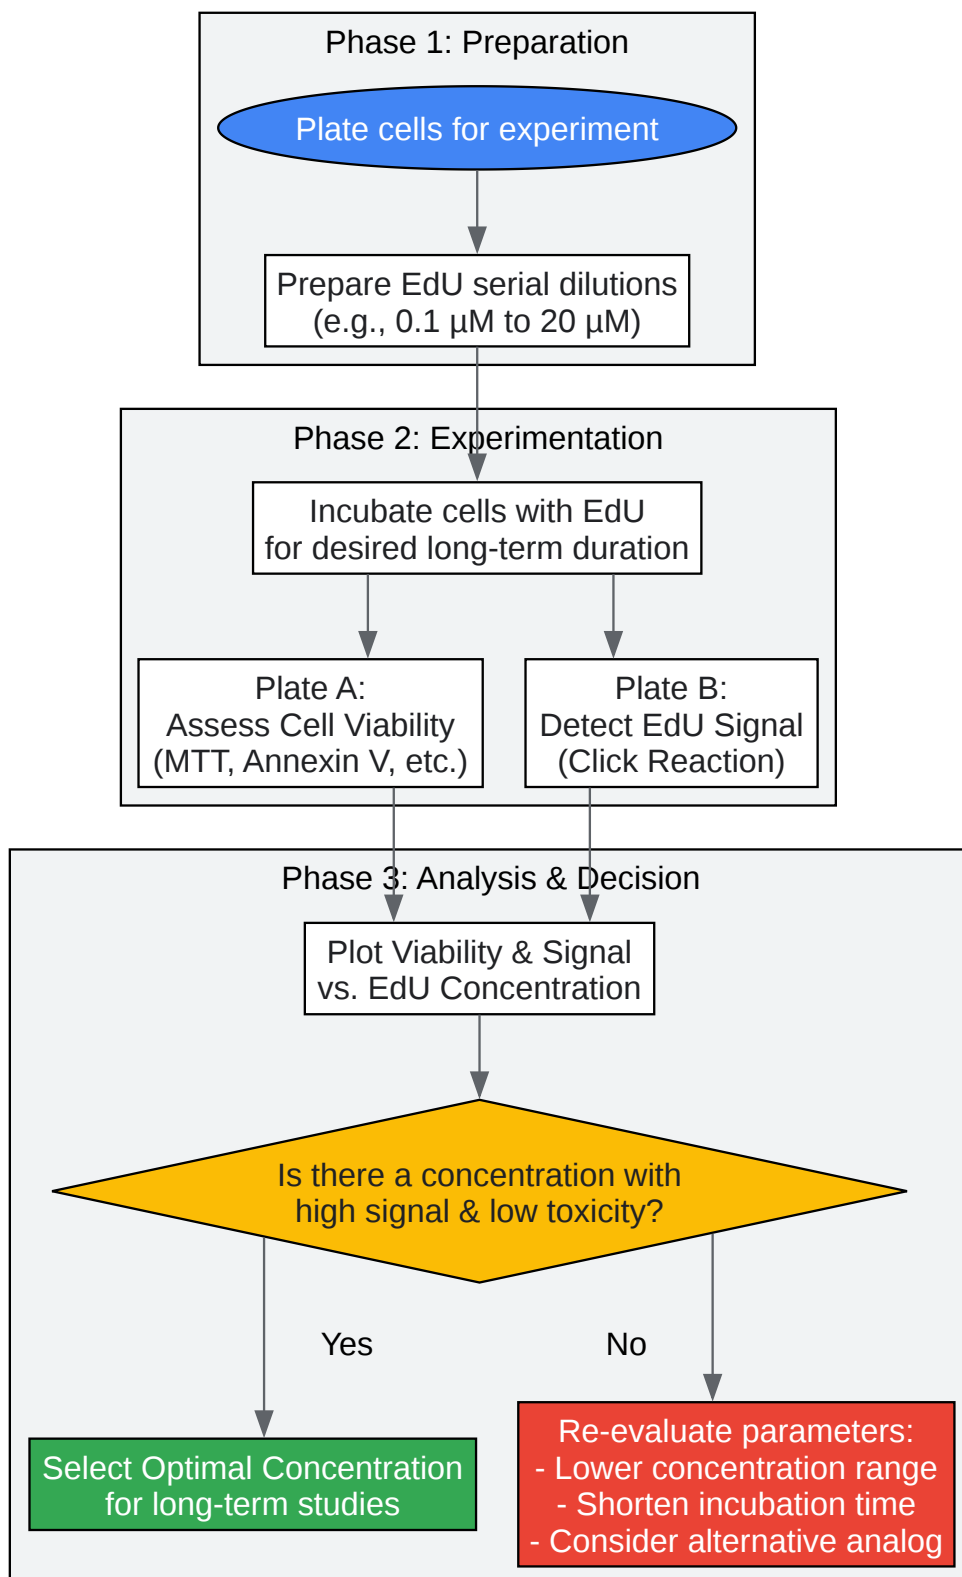 Phase 1: Preparation
Plate cells for experiment
Prepare EdU serial dilutions
(e.g., 0.1 µM to 20 µM)
Phase 2: Experimentation
Incubate cells with EdU
for desired long-term duration
Plate A:
Assess Cell Viability
(MTT, Annexin V, etc.)
Plate B:
Detect EdU Signal
(Click Reaction)
Phase 3: Analysis & Decision
Plot Viability & Signal
vs. EdU Concentration
Is there a concentration with
high signal & low toxicity?
Yes
No
Select Optimal Concentration
for long-term studies
Re-evaluate parameters:
- Lower concentration range
- Shorten incubation time
- Consider alternative analog